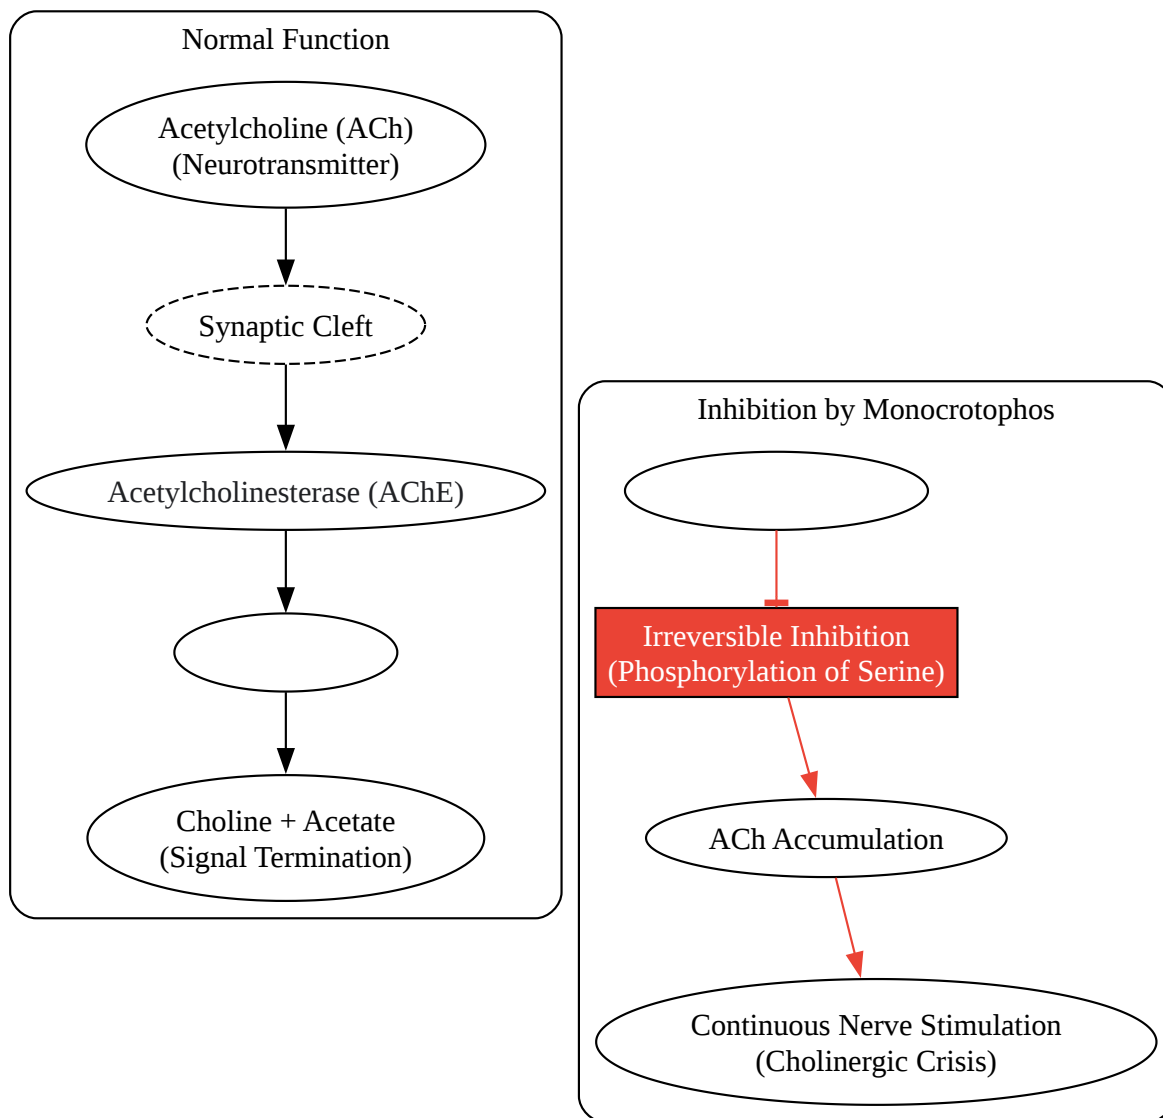 Normal Function
Acetylcholine (ACh)
(Neurotransmitter)
Synaptic Cleft
Acetylcholinesterase (AChE)
Choline + Acetate
(Signal Termination)
Inhibition by Monocrotophos
Irreversible Inhibition
(Phosphorylation of Serine)
ACh Accumulation
Continuous Nerve Stimulation
(Cholinergic Crisis)